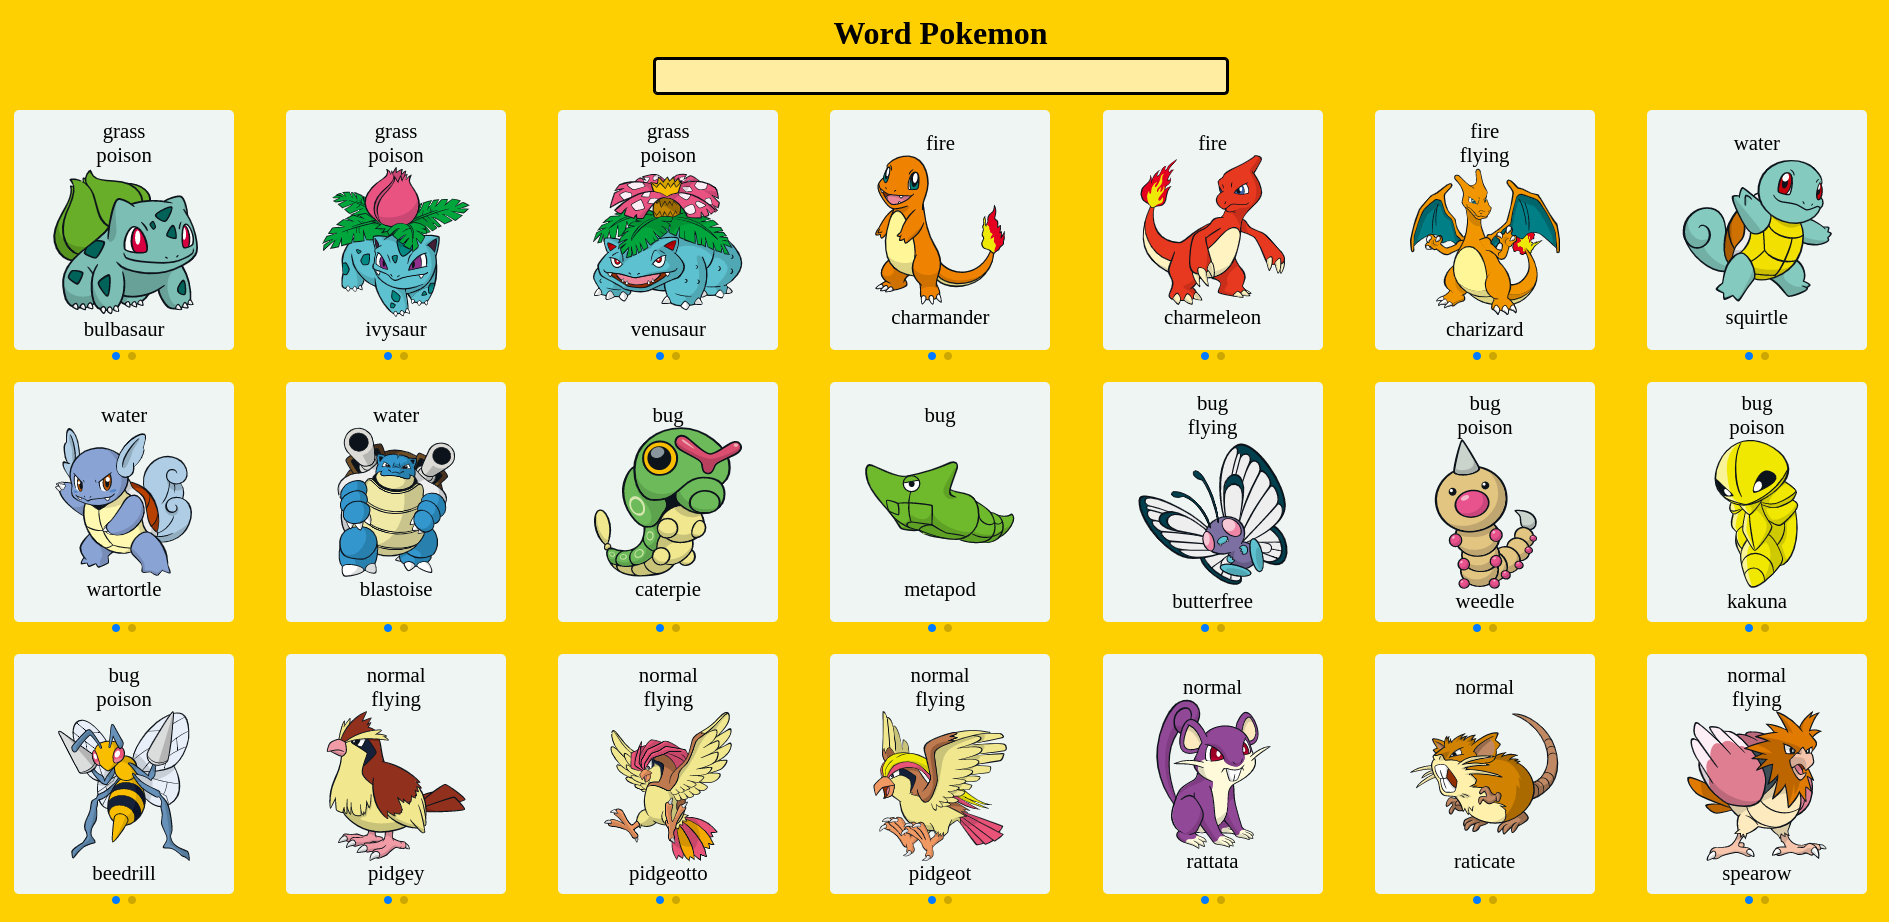 Word Pokemon
grass
poison
bulbasaur
grass
poison
ivysaur
grass
poison
venusaur
fire
charmander
fire
charmeleon
fire
flying
charizard
water
squirtle
water
wartortle
water
blastoise
bug
caterpie
bug
metapod
bug
flying
butterfree
bug
poison
weedle
bug
poison
kakuna
bug
poison
beedrill
normal
flying
pidgey
normal
flying
pidgeotto
normal
flying
pidgeot
normal
rattata
normal
raticate
normal
flying
spearow